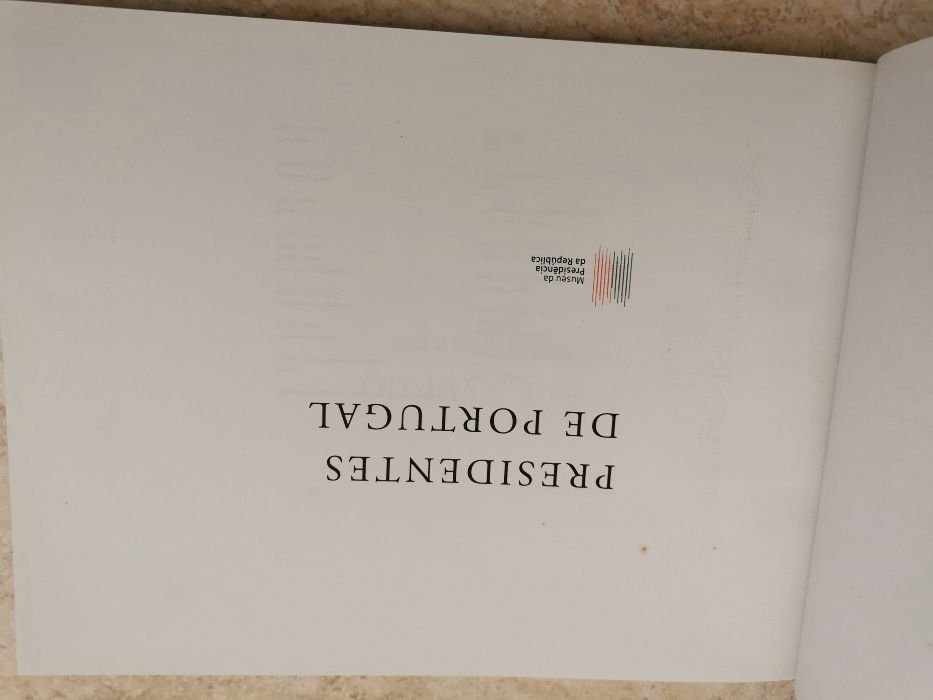 PRESIDENTES
DE PORTUGAL
Museu da
Presidência
da República